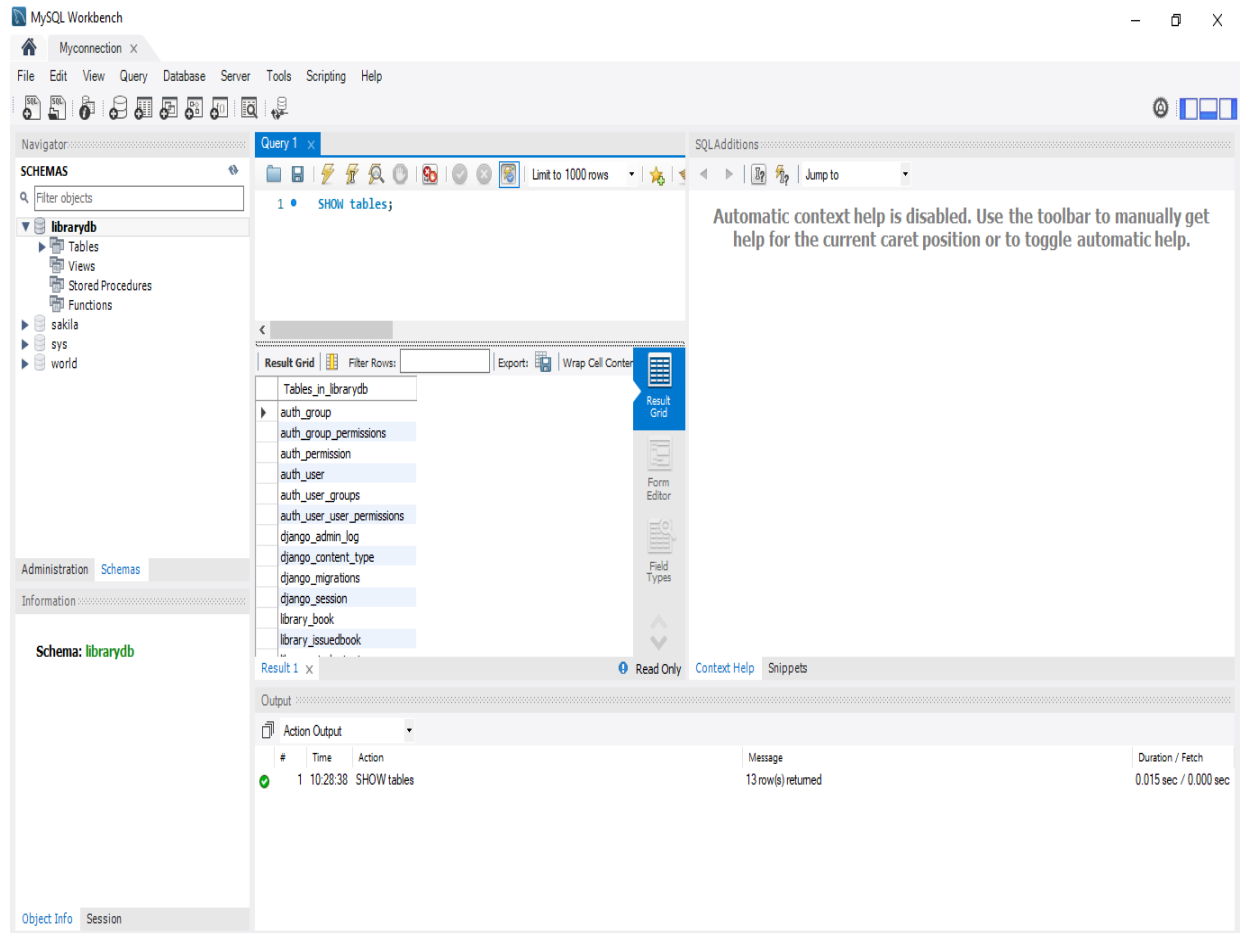 MySQL Workbench
Myconnection
File Edit View Query Database Server Tools Scripting Help
Navigator
SCHEMAS
Filter objects
librarydb
Tables
Views
Stored Procedures
Functions
sakila
sys
world
Administration Schemas
Information
Schema: librarydb
Object Info Session
Query 1
Limit to 1000 rows
1 SHOW tables;
Result Grid Filter Rows: Export: Wrap Cell Conter
Tables_in_librarydb
auth_group
auth_group_permissions
auth_permission
auth_user
auth_user_groups
auth_user_user_permissions
django_admin_log
django_content_type
django_migrations
django_session
library_book
library_issuedbook
Result
Grid
Form
Editor
Field
Types
Result 1 Read Only
SQLAdditions
Jump to
Automatic context help is disabled. Use the toolbar to manually get
help for the current caret position or to toggle automatic help.
Context Help Snippets
Output
Action Output
# Time Action Message Duration / Fetch
1 10:28:38 SHOW tables 13 row(s) returned 0.015 sec / 0.000 sec